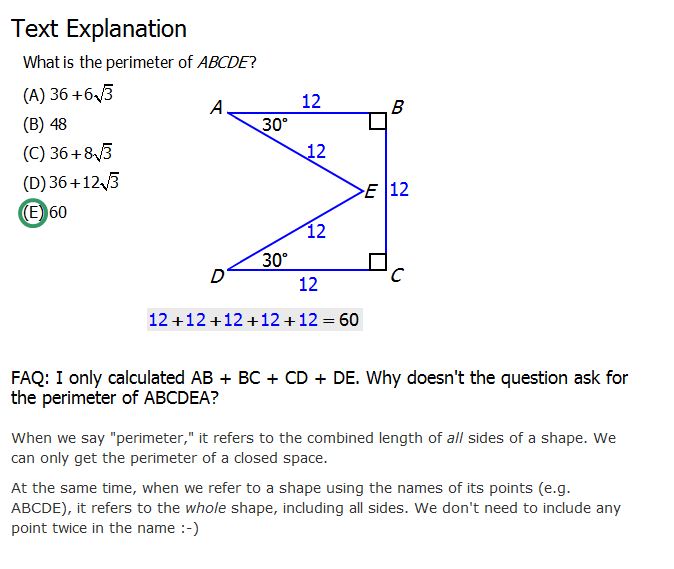 Text Explanation
What is the perimeter of ABCDE?
(A) 36 + 6√3
(B) 48
(C) 36 + 8√3
(D) 36 + 12√3
(E) 60
A 12 B
30°
12
E 12
12
30°
D 12 C
12 + 12 + 12 + 12 + 12 = 60
FAQ: I only calculated AB + BC + CD + DE. Why doesn't the question ask for
the perimeter of ABCDEA?
When we say "perimeter," it refers to the combined length of all sides of a shape. We
can only get the perimeter of a closed space.
At the same time, when we refer to a shape using the names of its points (e.g.
ABCDE), it refers to the whole shape, including all sides. We don't need to include any
point twice in the name :-)